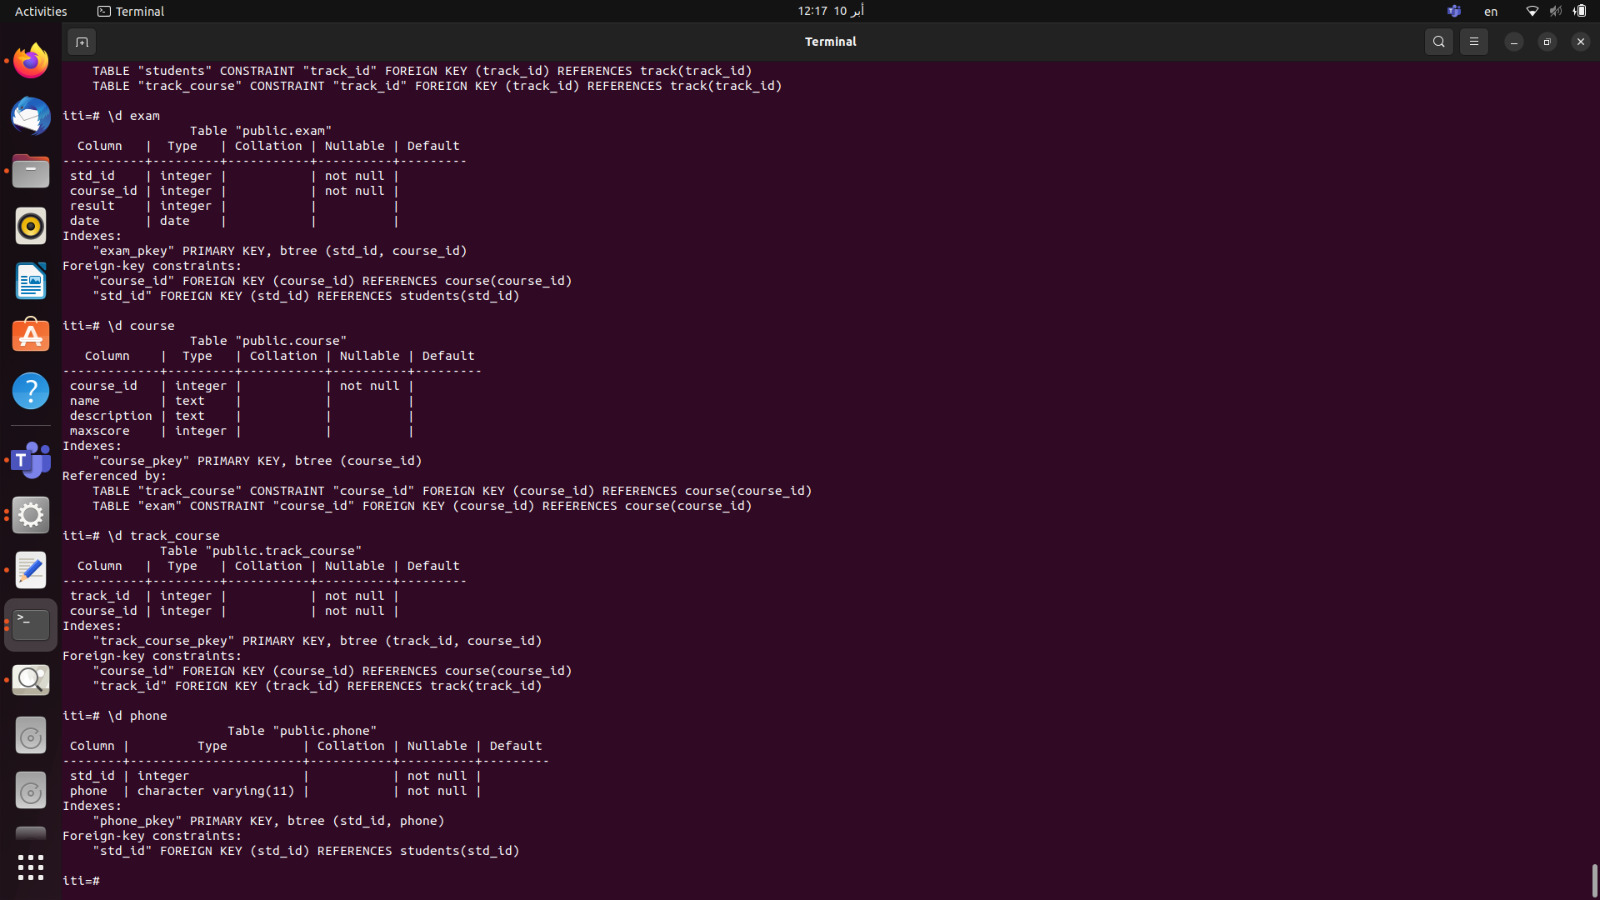 Activities Terminal 12:17 10 أبر en
Terminal
    TABLE "students" CONSTRAINT "track_id" FOREIGN KEY (track_id) REFERENCES track(track_id)
    TABLE "track_course" CONSTRAINT "track_id" FOREIGN KEY (track_id) REFERENCES track(track_id)
iti=# \d exam
                 Table "public.exam"
  Column   |  Type   | Collation | Nullable | Default
-----------+---------+-----------+----------+---------
 std_id    | integer |           | not null |
 course_id | integer |           | not null |
 result    | integer |           |          |
 date      | date    |           |          |
Indexes:
    "exam_pkey" PRIMARY KEY, btree (std_id, course_id)
Foreign-key constraints:
    "course_id" FOREIGN KEY (course_id) REFERENCES course(course_id)
    "std_id" FOREIGN KEY (std_id) REFERENCES students(std_id)
iti=# \d course
                 Table "public.course"
   Column    |  Type   | Collation | Nullable | Default
-------------+---------+-----------+----------+---------
 course_id   | integer |           | not null |
 name        | text    |           |          |
 description | text    |           |          |
 maxscore    | integer |           |          |
Indexes:
    "course_pkey" PRIMARY KEY, btree (course_id)
Referenced by:
    TABLE "track_course" CONSTRAINT "course_id" FOREIGN KEY (course_id) REFERENCES course(course_id)
    TABLE "exam" CONSTRAINT "course_id" FOREIGN KEY (course_id) REFERENCES course(course_id)
iti=# \d track_course
             Table "public.track_course"
  Column   |  Type   | Collation | Nullable | Default
-----------+---------+-----------+----------+---------
 track_id  | integer |           | not null |
 course_id | integer |           | not null |
Indexes:
    "track_course_pkey" PRIMARY KEY, btree (track_id, course_id)
Foreign-key constraints:
    "course_id" FOREIGN KEY (course_id) REFERENCES course(course_id)
    "track_id" FOREIGN KEY (track_id) REFERENCES track(track_id)
iti=# \d phone
                      Table "public.phone"
 Column |         Type          | Collation | Nullable | Default
--------+-----------------------+-----------+----------+---------
 std_id | integer               |           | not null |
 phone  | character varying(11) |           | not null |
Indexes:
    "phone_pkey" PRIMARY KEY, btree (std_id, phone)
Foreign-key constraints:
    "std_id" FOREIGN KEY (std_id) REFERENCES students(std_id)
iti=#